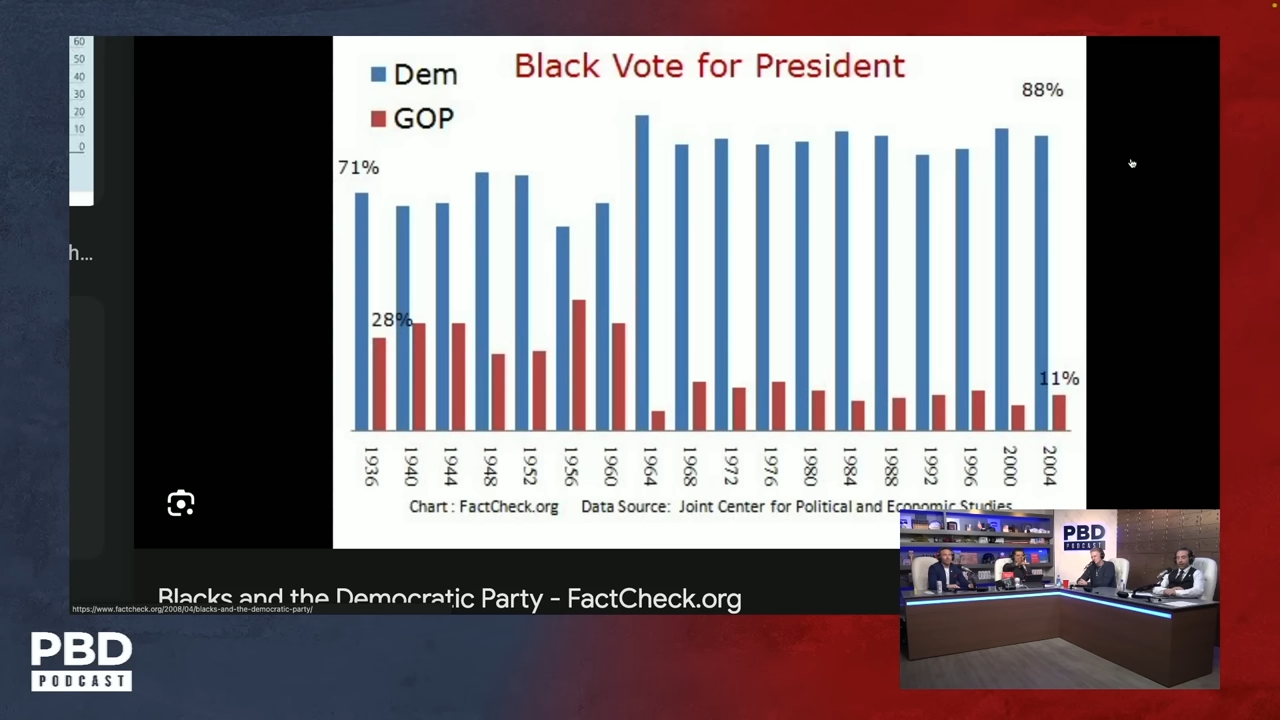 60
50
40
30
20
10
0
h...
Dem
GOP
Black Vote for President
88%
71%
28%
11%
1936
1940
1944
1948
1952
1956
1960
1964
1968
1972
1976
1980
1984
1988
1992
1996
2000
2004
Chart : FactCheck.org Data Source: Joint Center for Political and Economic Studies
Blacks and the Democratic Party - FactCheck.org
https://www.factcheck.org/2008/04/blacks-and-the-democratic-party/
PBD
PODCAST
PBD
PODCAST